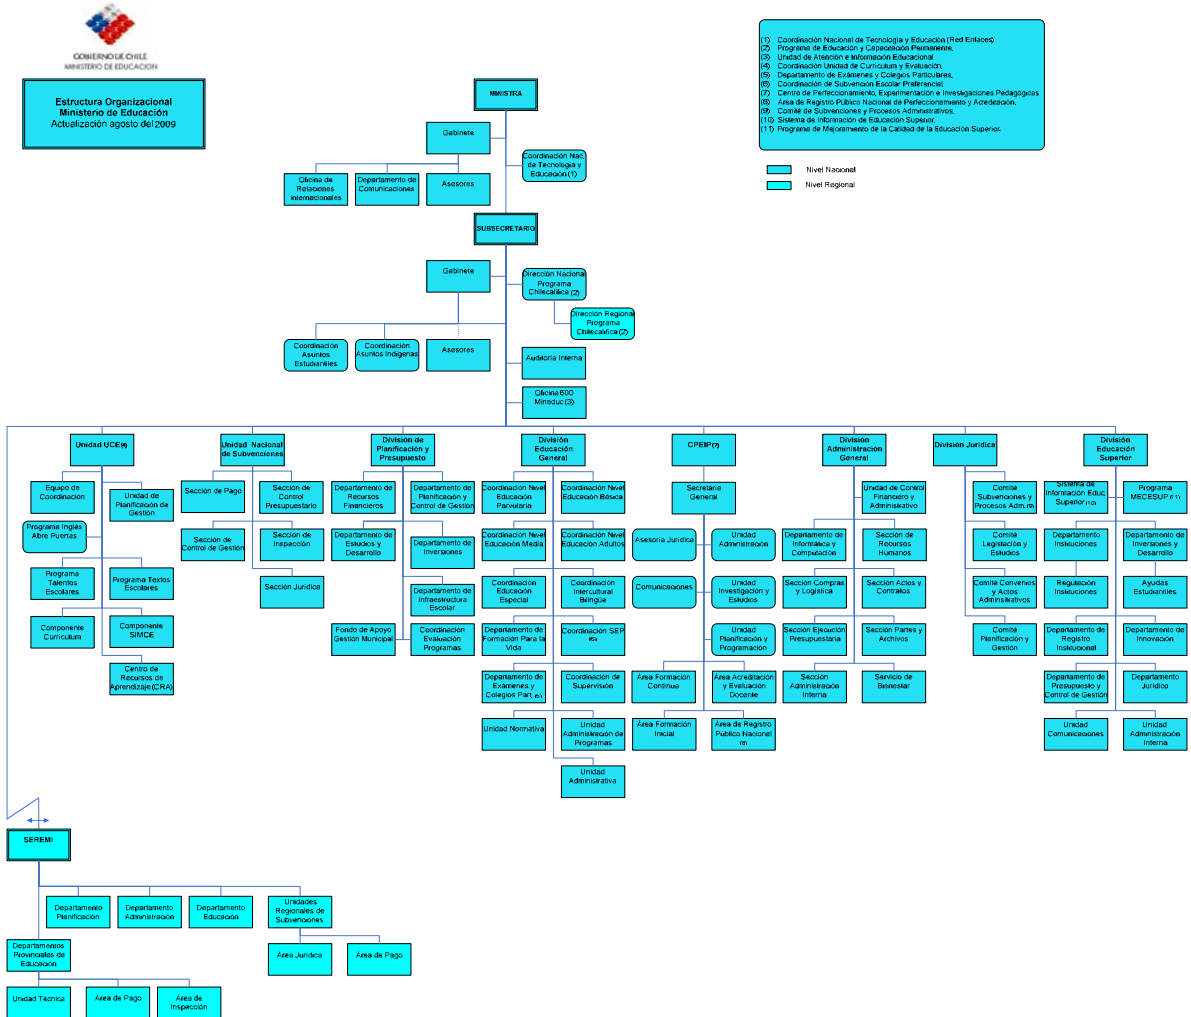 GOBIERNO DE CHILE
MINISTERIO DE EDUCACION
Estructura Organizacional
Ministerio de Educación
Actualización agosto del 2009
(1) Coordinación Nacional de Tecnología y Educación (Red Enlaces)
(2) Programa de Educación y Capacitación Permanente.
(3) Unidad de Atención e Información Educacional
(4) Coordinación Unidad de Curriculum y Evaluación.
(5) Departamento de Exámenes y Colegios Particulares.
(6) Coordinación de Subvención Escolar Preferencial
(7) Centro de Perfeccionamiento, Experimentación e Investigaciones Pedagógicas
(8) Área de Registro Público Nacional de Perfeccionamiento y Acreditación.
(9) Comité de Subvenciones y Procesos Administrativos.
(10) Sistema de Información de Educación Superior.
(11) Programa de Mejoramiento de la Calidad de la Educación Superior.
Nivel Nacional
Nivel Regional
MINISTRA
Gabinete
Coordinación Nac.
de Tecnología y
Educación (1)
Oficina de
Relaciones
Internacionales
Departamento de
Comunicaciones
Asesores
SUBSECRETARIO
Gabinete
Dirección Nacional
Programa
Chilecalifica (2)
Dirección Regional
Programa
Chilecalifica (2)
Coordinación
Asuntos
Estudiantiles
Coordinación
Asuntos Indígenas
Asesores
Auditoria Interna
Oficina 600
Mineduc (3)
Unidad UCE(4)
Equipo de
Coordinación
Unidad de
Planificación de
Gestión
Programa Inglés
Abre Puertas
Programa
Talentos
Escolares
Programa Textos
Escolares
Componente
Curriculum
Componente
SIMCE
Centro de
Recursos de
Aprendizaje (CRA)
Unidad Nacional
de Subvenciones
Sección de Pago
Sección de
Control
Presupuestario
Sección de
Control de Gestión
Sección de
Inspección
Sección Jurídica
División de
Planificación y
Presupuesto
Departamento de
Recursos
Financieros
Departamento de
Planificación y
Control de Gestión
Departamento de
Estudios y
Desarrollo
Departamento de
Inversiones
Departamento de
Infraestructura
Escolar
Fondo de Apoyo
Gestión Municipal
Coordinación
Evaluación
Programas
División
Educación
General
Coordinación Nivel
Educación
Parvularia
Coordinación Nivel
Educación Básica
Coordinación Nivel
Educación Media
Coordinación Nivel
Educación Adultos
Coordinación
Educación
Especial
Coordinación
Intercultural
Bilingüe
Departamento de
Formación Para la
Vida
Coordinación SEP
(6)
Departamento de
Exámenes y
Colegios Part. (5)
Coordinación
de Supervisión
Unidad Normativa
Unidad
Administración de
Programas
Unidad
Administrativa
CPEIP(7)
Secretaria
General
Asesoria Jurídica
Unidad
Administración
Comunicaciones
Unidad
Investigación y
Estudios
Unidad
Planificación y
Programación
Área Formación
Continua
Área Acreditación
y Evaluación
Docente
Área Formación
Inicial
Área de Registro
Público Nacional
(8)
División
Administración
General
Unidad de Control
Financiero y
Administrativo
Departamento de
Informática y
Computación
Sección de
Recursos
Humanos
Sección Compras
y Logística
Sección Actos y
Contratos
Sección Ejecución
Presupuestaria
Sección Partes y
Archivos
Sección
Administración
Interna
Servicio de
Bienestar
División Jurídica
Comité
Subvenciones y
Procesos Adm. (9)
Comité
Legislación y
Estudios
Comité Convenios
y Actos
Administrativos
Comité
Planificación y
Gestión
División
Educación
Superior
Sistema de
Información Educ.
Superior (10)
Programa
MECESUP (11)
Departamento
Instituciones
Departamento de
Inversiones y
Desarrollo
Regulación
Instituciones
Ayudas
Estudiantiles
Departamento de
Registro
Institucional
Departamento de
Innovación
Departamento de
Presupuesto y
Control de Gestión
Departamento
Jurídico
Unidad
Comunicaciones
Unidad
Administración
Interna
SEREMI
Departamento
Planificación
Departamento
Administración
Departamento
Educación
Unidades
Regionales de
Subvenciones
Área Jurídica
Área de Pago
Departamentos
Provinciales de
Educación
Unidad Técnica
Área de Pago
Área de
Inspección